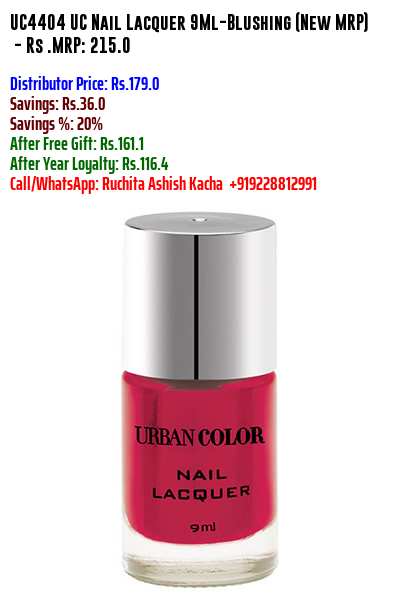 UC4404 UC Nail Lacquer 9Ml-Blushing (New MRP)
- Rs .MRP: 215.0
Distributor Price: Rs.179.0
Savings: Rs.36.0
Savings %: 20%
After Free Gift: Rs.161.1
After Year Loyalty: Rs.116.4
Call/WhatsApp: Ruchita Ashish Kacha +919228812991
URBAN COLOR
NAIL
LACQUER
9ml